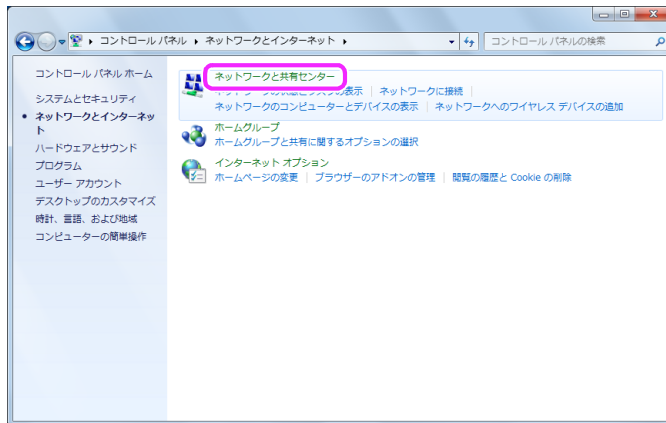 コントロール パネル ▸ ネットワークとインターネット ▸
コントロール パネルの検索
コントロール パネル ホーム
システムとセキュリティ
ネットワークとインターネッ
ト
ハードウェアとサウンド
プログラム
ユーザー アカウント
デスクトップのカスタマイズ
時計、言語、および地域
コンピューターの簡単操作
ネットワークと共有センター
表示 | ネットワークに接続 |
ネットワークのコンピューターとデバイスの表示 | ネットワークへのワイヤレス デバイスの追加
ホームグループ
ホームグループと共有に関するオプションの選択
インターネット オプション
ホームページの変更 | ブラウザーのアドオンの管理 | 閲覧の履歴と Cookie の削除